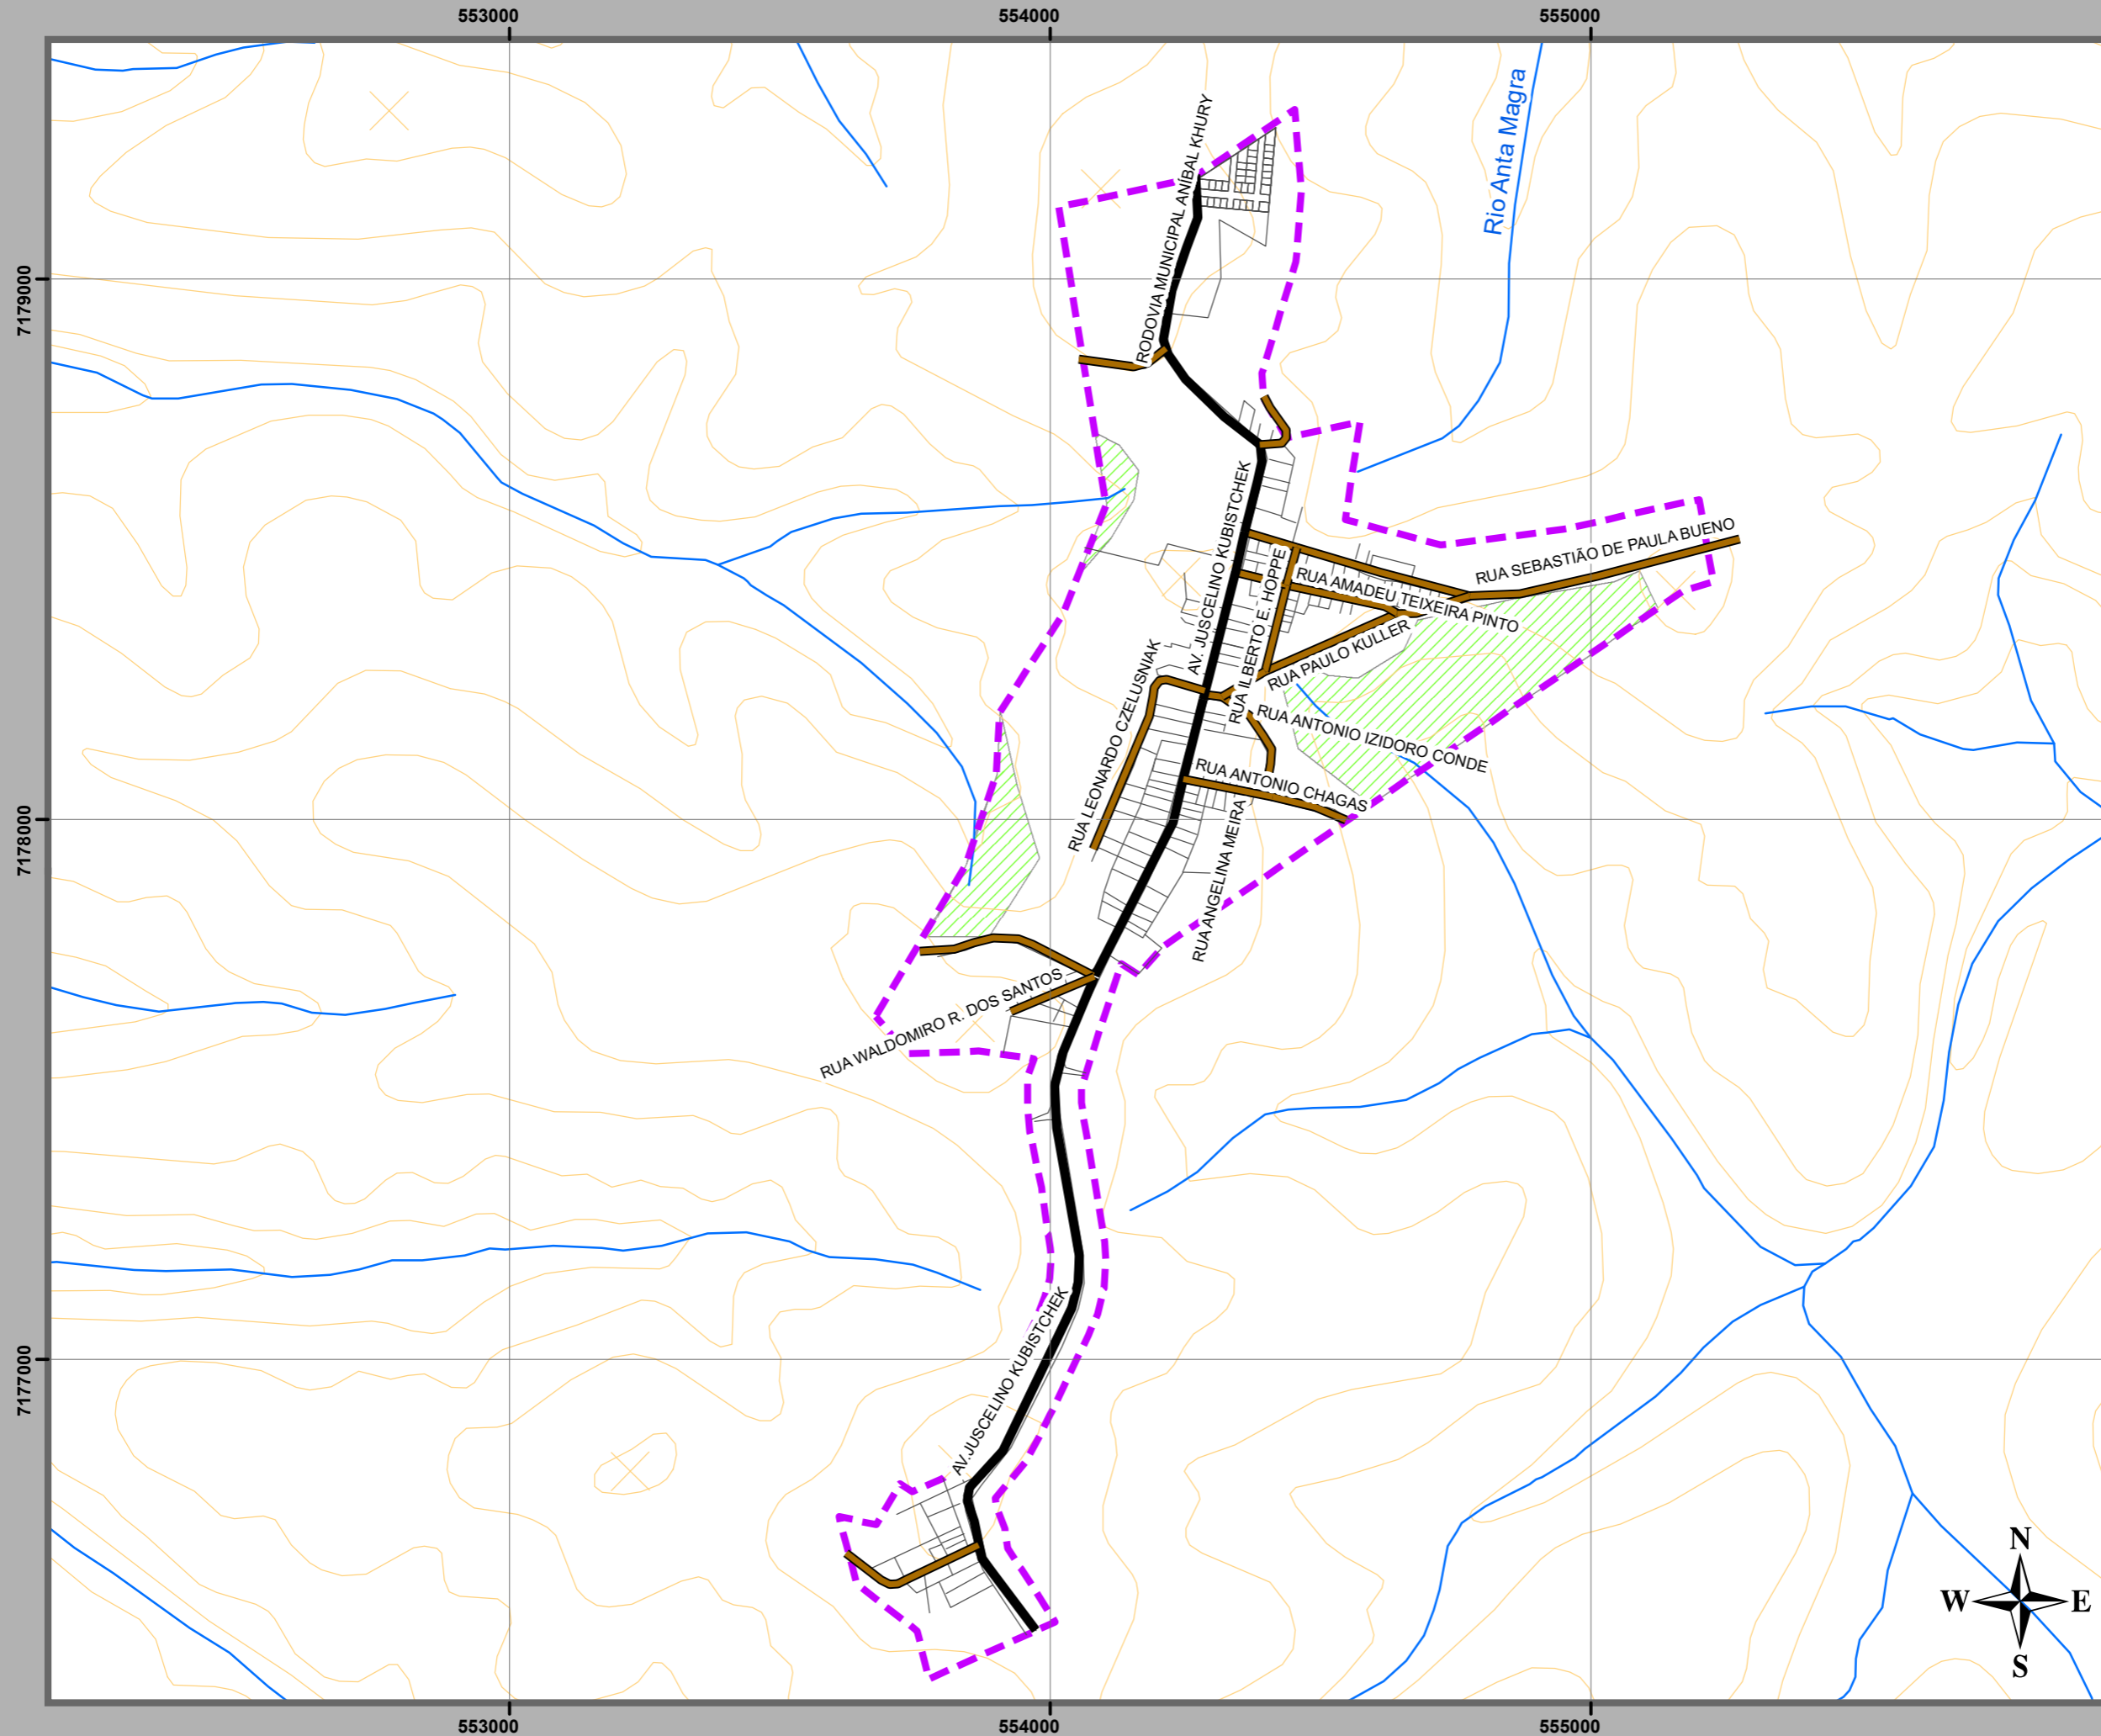 553000
554000
555000
7179000
7178000
7177000
Rio Anta Magra
RODOVIA MUNICIPAL ANÍBAL KHURY
AV. JUSCELINO KUBISTCHEK
RUA SEBASTIÃO DE PAULA BUENO
RUA AMADEU TEIXEIRA PINTO
RUA ILBERTO E. HOPPE
RUA PAULO KULLER
RUA LEONARDO CZELUSNIAK
RUA ANTONIO IZIDORO CONDE
RUA ANTONIO CHAGAS
RUA ANGELINA MEIRA
RUA WALDOMIRO R. DOS SANTOS
AV.JUSCELINO KUBISTCHEK
N
W
E
S
553000
554000
555000